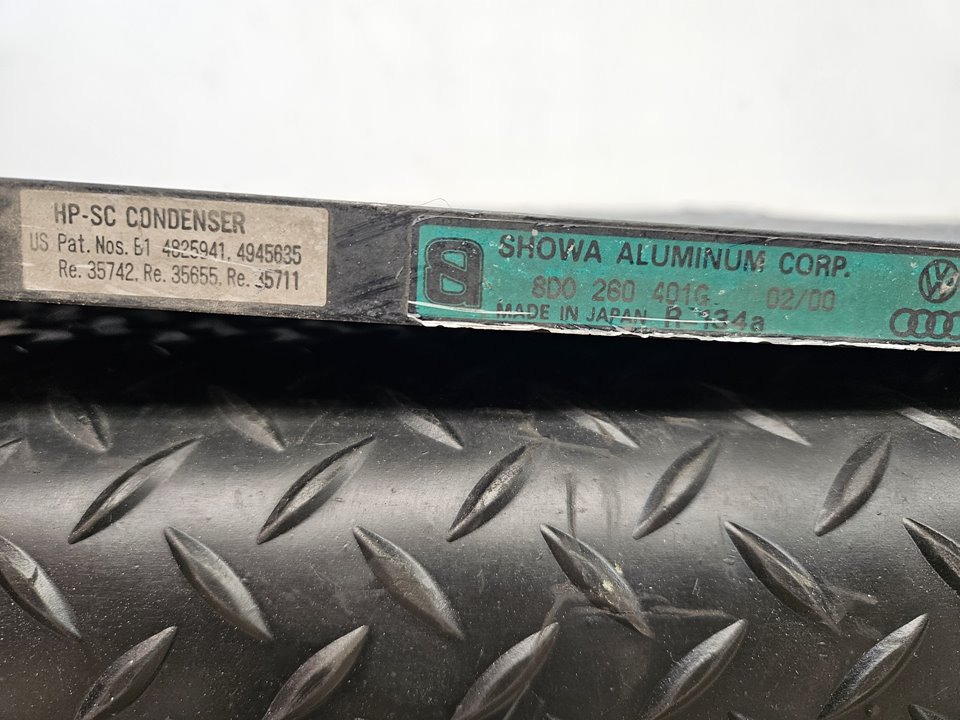 HP-SC CONDENSER
US Pat. Nos. B1 4825941, 4945635
Re. 35742, Re. 35655, Re. 35711
SHOWA ALUMINUM CORP.
8D0 260 401G 02/00
MADE IN JAPAN R-134a